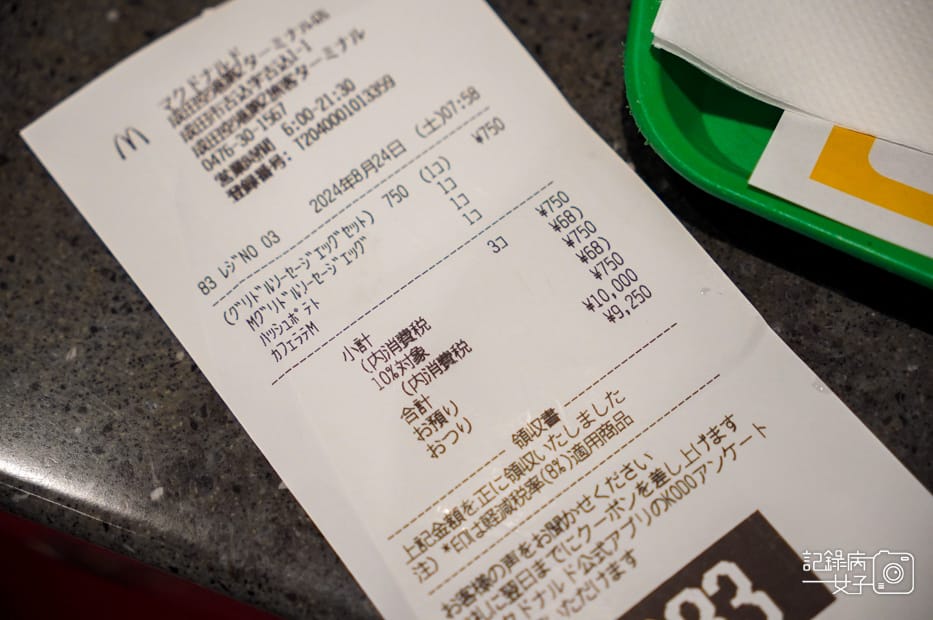 マクドナルド
成田空港第2ターミナル店
成田市古込字古込1-1
成田空港第2旅客ターミナル
0476-30-1567
営業時間 6:00-21:30
登録番号: T2040001013359
83 レジNO 03 2024年8月24日 (土)07:58
(グリドルソーセージエッグセット) 750 (1コ) ¥750
Mグリドルソーセージエッグ 1コ
ハッシュポテト 1コ
カフェラテM 1コ
3コ
小計 ¥750
(内消費税 ¥68)
10%対象 ¥750
(内消費税 ¥68)
合計 ¥750
お預り ¥10,000
おつり ¥9,250
領収書
上記金額を正に領収いたしました
注) *印は軽減税率(8%)適用商品
お客様の声をお聞かせください
翌日までにクーポンを差し上げます
クドナルド公式アプリのKODOアンケート
いただけます
83
記錄病
女子